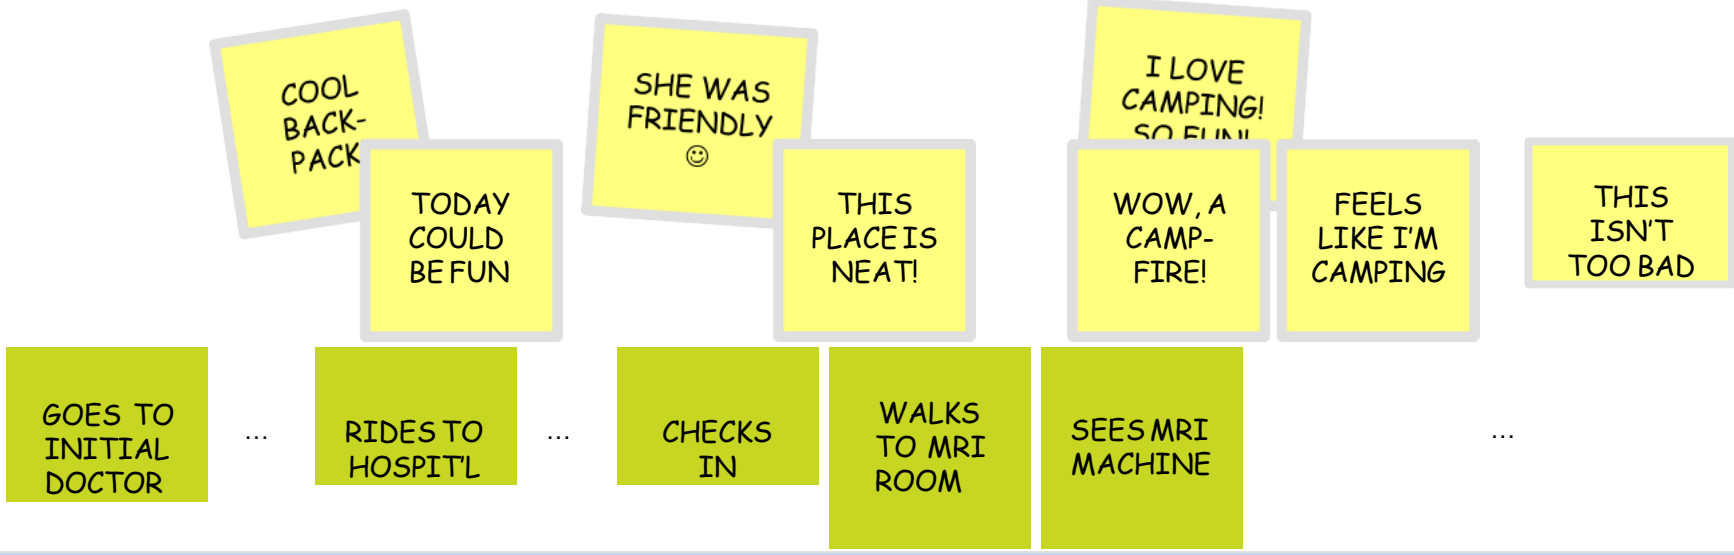 COOL
BACK-
PACK
TODAY
COULD
BE FUN
SHE WAS
FRIENDLY
☺
THIS
PLACE IS
NEAT!
I LOVE
CAMPING!
SO FUN!
WOW, A
CAMP-
FIRE!
FEELS
LIKE I'M
CAMPING
THIS
ISN'T
TOO BAD
GOES TO
INITIAL
DOCTOR
...
RIDES TO
HOSPIT'L
...
CHECKS
IN
WALKS
TO MRI
ROOM
SEES MRI
MACHINE
...